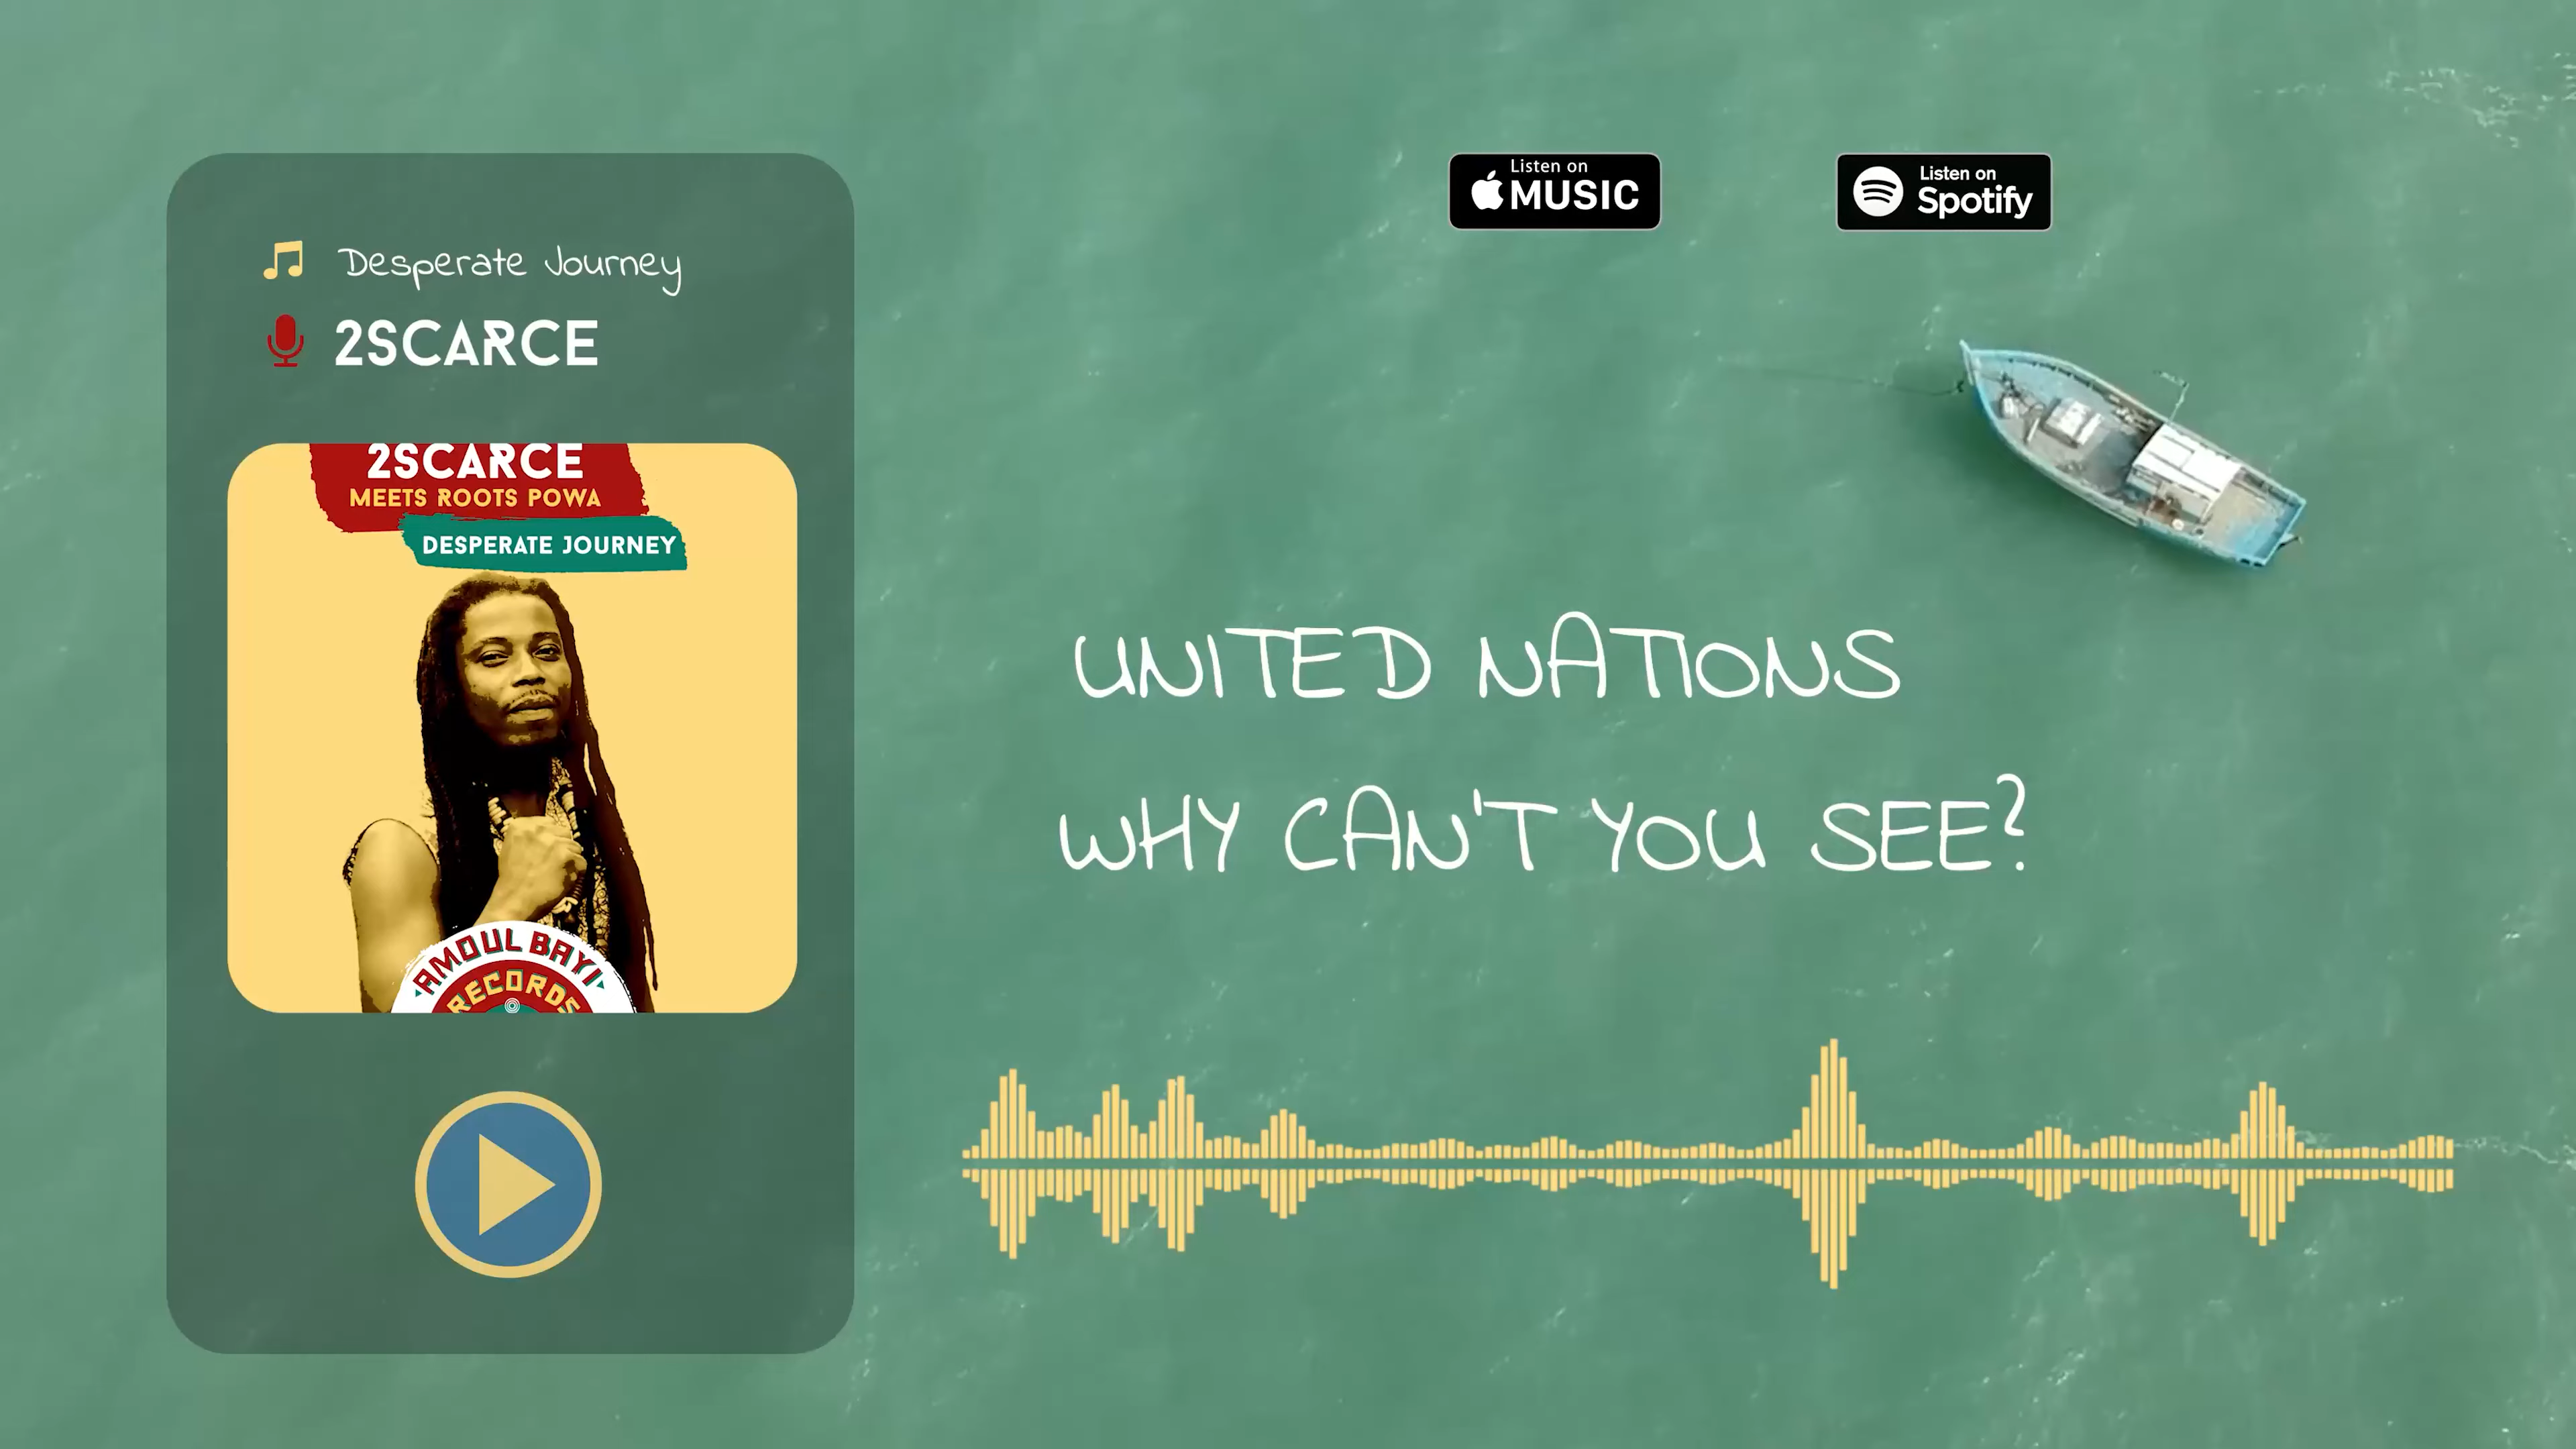 Desperate Journey
2SCARCE
2SCARCE
MEETS ROOTS POWA
DESPERATE JOURNEY
AMOUL BAYI
RECORDS
Listen on
MUSIC
Listen on
Spotify
UNITED NATIONS
WHY CAN'T YOU SEE?